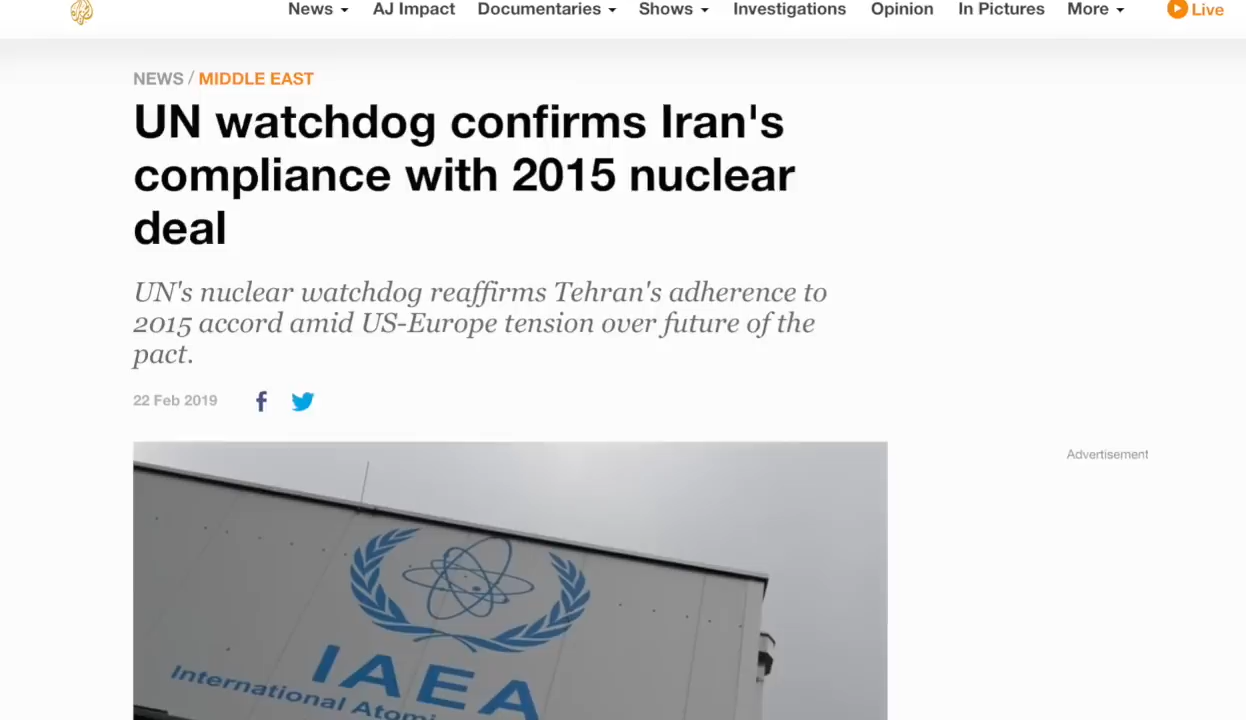 News AJ Impact Documentaries Shows Investigations Opinion In Pictures More Live
NEWS / MIDDLE EAST
UN watchdog confirms Iran's
compliance with 2015 nuclear
deal
UN's nuclear watchdog reaffirms Tehran's adherence to
2015 accord amid US-Europe tension over future of the
pact.
22 Feb 2019
Advertisement
IAEA
International Atomi